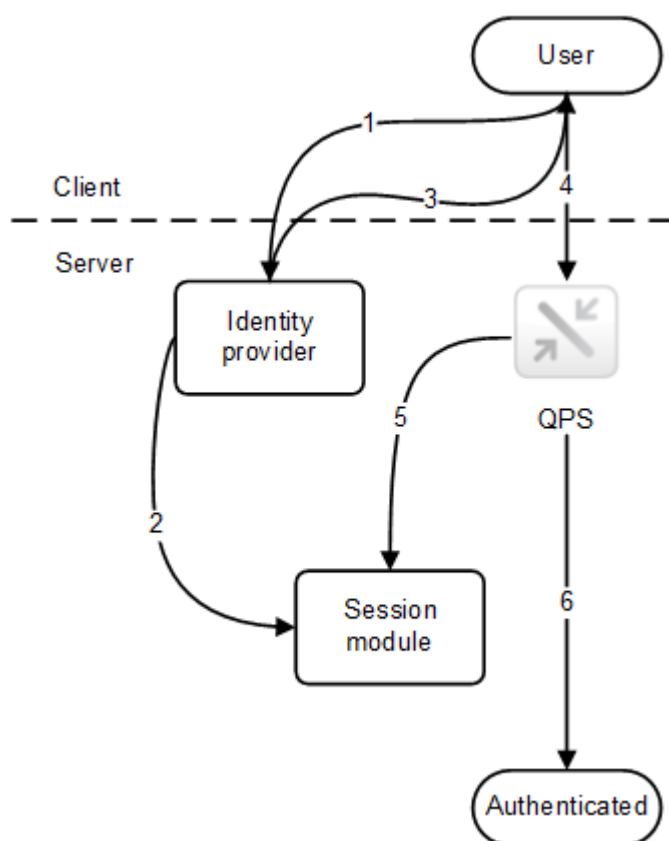 User
1
3
4
Client
Server
Identity
provider
5
QPS
2
Session
module
6
Authenticated